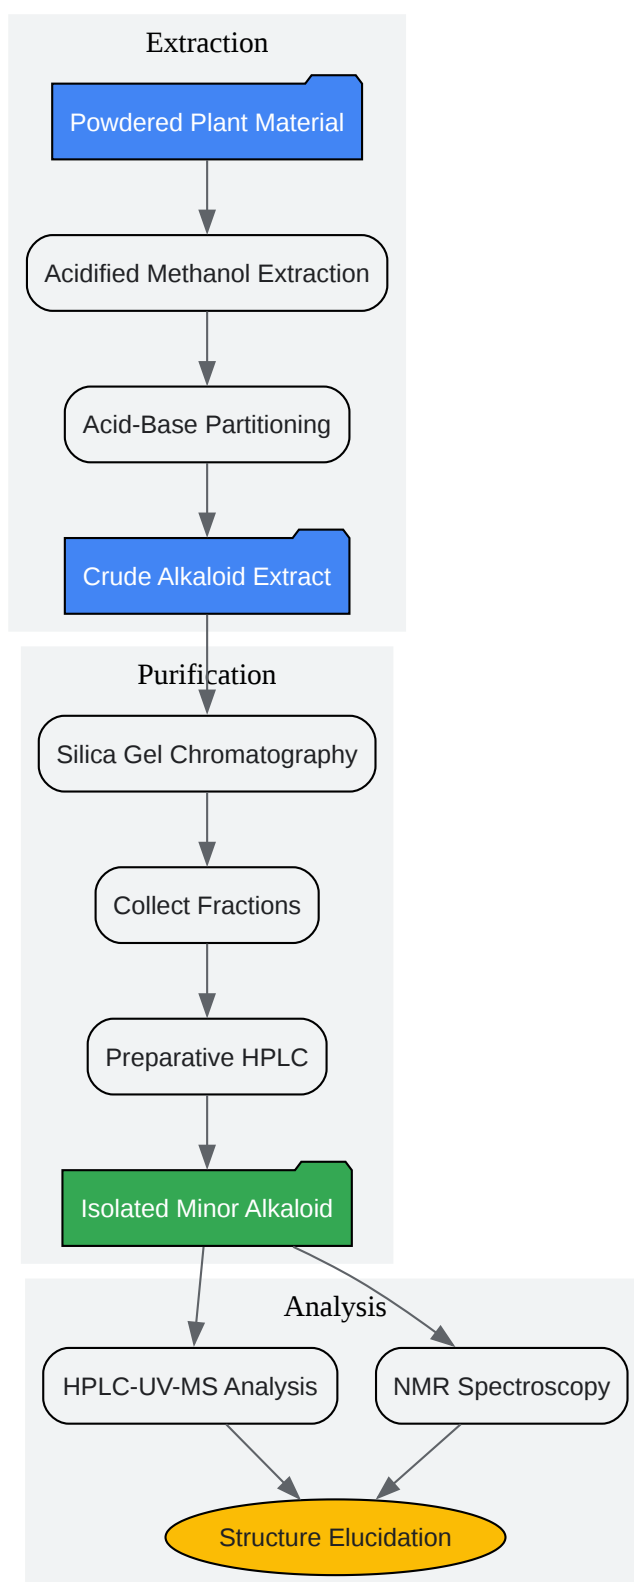 Extraction
Powdered Plant Material
Acidified Methanol Extraction
Acid-Base Partitioning
Crude Alkaloid Extract
Purification
Silica Gel Chromatography
Collect Fractions
Preparative HPLC
Isolated Minor Alkaloid
Analysis
HPLC-UV-MS Analysis
NMR Spectroscopy
Structure Elucidation